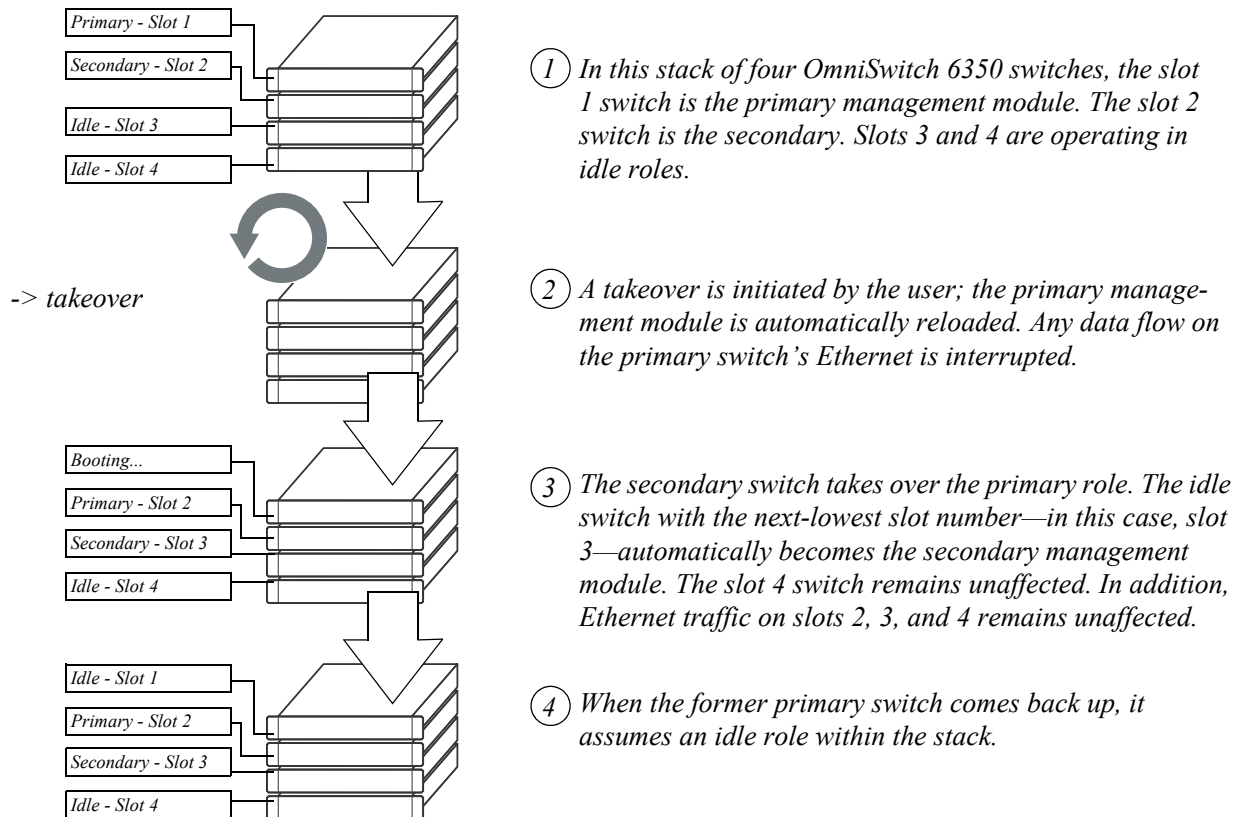 Primary - Slot 1
Secondary - Slot 2
Idle - Slot 3
Idle - Slot 4
1 In this stack of four OmniSwitch 6350 switches, the slot
1 switch is the primary management module. The slot 2
switch is the secondary. Slots 3 and 4 are operating in
idle roles.
-> takeover
2 A takeover is initiated by the user; the primary manage-
ment module is automatically reloaded. Any data flow on
the primary switch’s Ethernet is interrupted.
Booting...
Primary - Slot 2
Secondary - Slot 3
Idle - Slot 4
3 The secondary switch takes over the primary role. The idle
switch with the next-lowest slot number—in this case, slot
3—automatically becomes the secondary management
module. The slot 4 switch remains unaffected. In addition,
Ethernet traffic on slots 2, 3, and 4 remains unaffected.
Idle - Slot 1
Primary - Slot 2
Secondary - Slot 3
Idle - Slot 4
4 When the former primary switch comes back up, it
assumes an idle role within the stack.